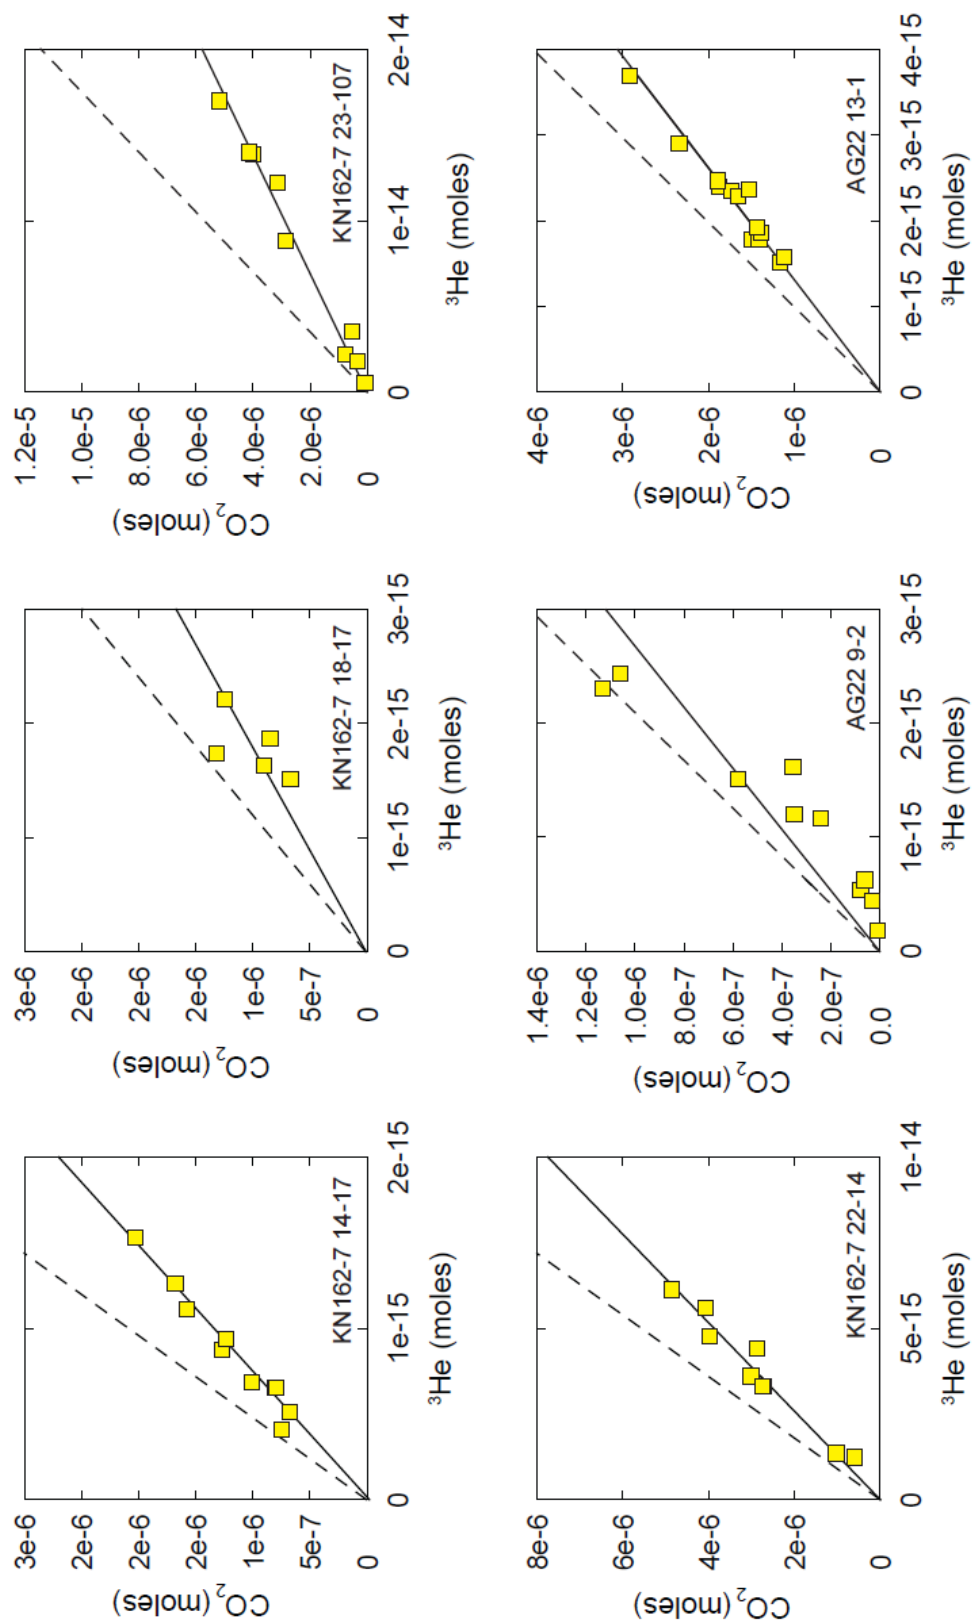 3e-6
2e-6
2e-6
1e-6
5e-7
0
CO2 (moles)
0
1e-15
2e-15
3He (moles)
KN162-7 14-17
3e-6
2e-6
2e-6
1e-6
5e-7
0
CO2 (moles)
0
1e-15
2e-15
3e-15
3He (moles)
KN162-7 18-17
1.2e-5
1.0e-5
8.0e-6
6.0e-6
4.0e-6
2.0e-6
0
CO2 (moles)
0
1e-14
2e-14
3He (moles)
KN162-7 23-107
8e-6
6e-6
4e-6
2e-6
0
CO2 (moles)
0
5e-15
1e-14
3He (moles)
KN162-7 22-14
1.4e-6
1.2e-6
1.0e-6
8.0e-7
6.0e-7
4.0e-7
2.0e-7
0.0
CO2 (moles)
0
1e-15
2e-15
3e-15
3He (moles)
AG22 9-2
4e-6
3e-6
2e-6
1e-6
0
CO2 (moles)
0
1e-15
2e-15
3e-15
4e-15
3He (moles)
AG22 13-1